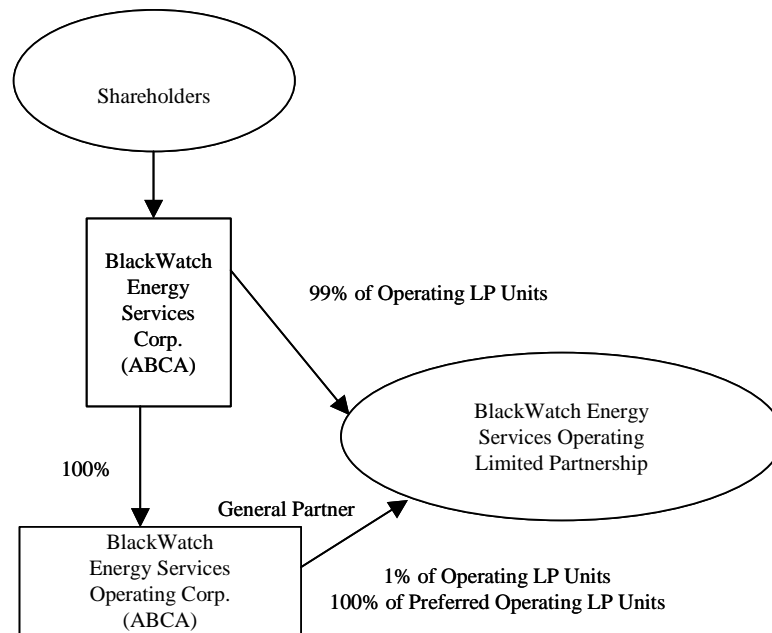 Shareholders
BlackWatch
Energy
Services
Corp.
(ABCA)
99% of Operating LP Units
BlackWatch Energy
Services Operating
Limited Partnership
100%
General Partner
BlackWatch
Energy Services
Operating Corp.
(ABCA)
1% of Operating LP Units
100% of Preferred Operating LP Units